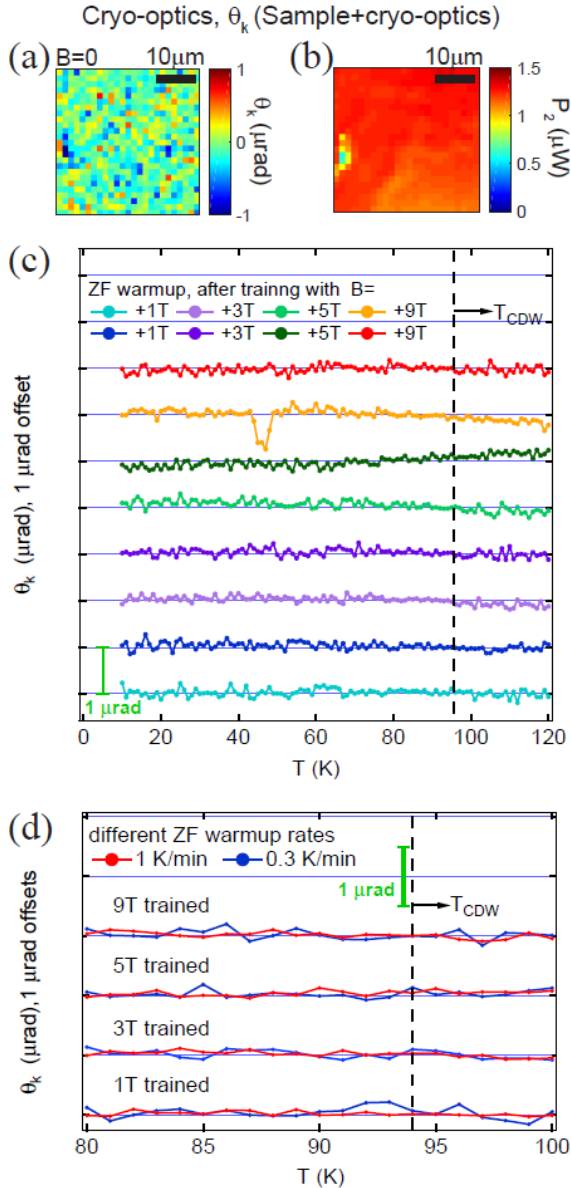 Cryo-optics, θk (Sample+cryo-optics)
(a) B=0 10μm
1
0
-1
θk (μrad)
(b) 10μm
1.5
1
0.5
0
P2 (μW)
(c)
ZF warmup, after trainng with B=
+1T +3T +5T +9T
+1T +3T +5T +9T
TCDW
1 μrad
θk (μrad), 1 μrad offset
0 20 40 60 80 100 120
T (K)
(d)
different ZF warmup rates
1 K/min 0.3 K/min
1 μrad
TCDW
9T trained
5T trained
3T trained
1T trained
θk (μrad),1 μrad offsets
80 85 90 95 100
T (K)